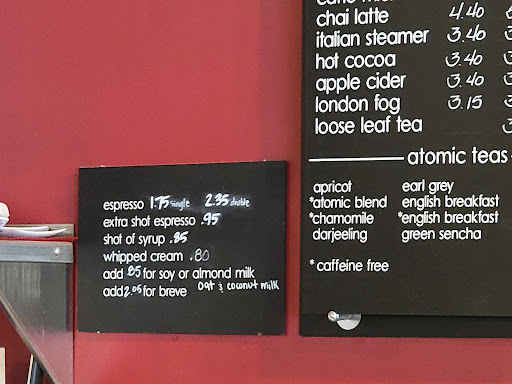 chai latte 4.40
italian steamer 3.40
hot cocoa 3.40
apple cider 3.40
london fog 3.15
loose leaf tea
atomic teas
apricot earl grey
*atomic blend english breakfast
*chamomile *english breakfast
darjeeling green sencha
* caffeine free
espresso 1.75 single 2.35 double
extra shot espresso .95
shot of syrup .85
whipped cream .80
add .85 for soy or almond milk
add 2.05 for breve oat & coconut milk